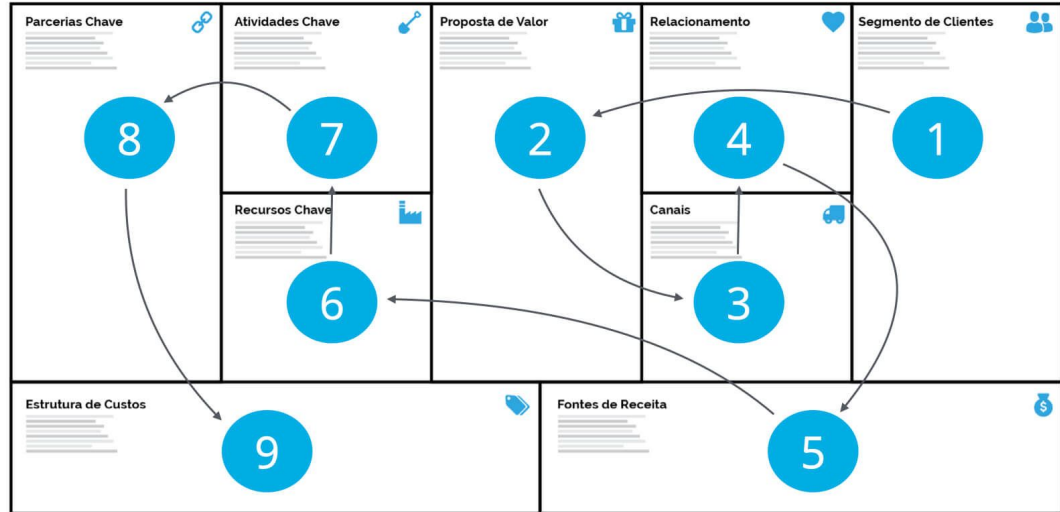 Parcerias Chave
Atividades Chave
Proposta de Valor
Relacionamento
Segmento de Clientes
8
7
2
4
1
Recursos Chave
Canais
6
3
Estrutura de Custos
Fontes de Receita
9
5
$